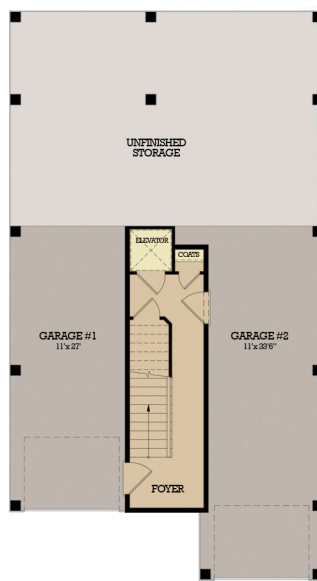 UNFINISHED
STORAGE
ELEVATOR
COATS
GARAGE #1
11'x 27'
GARAGE #2
11'x 33'6"
FOYER